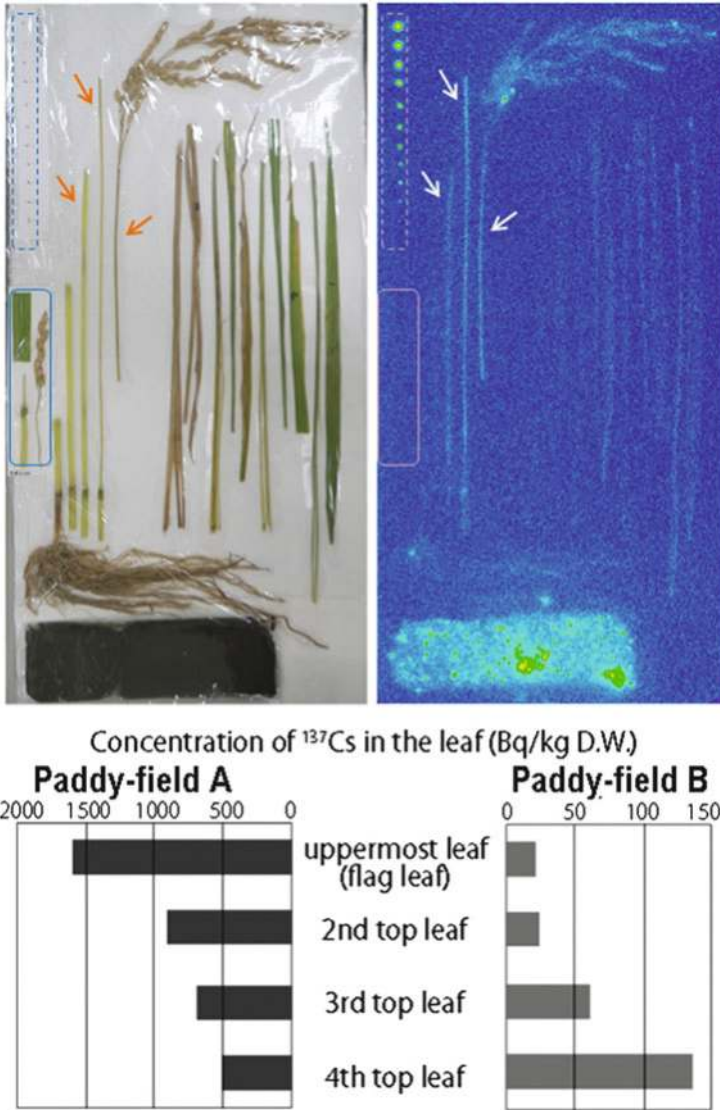 Concentration of ¹³⁷Cs in the leaf (Bq/kg D.W.)
Paddy-field A
Paddy-field B
2000 1500 1000 500 0
0 50 100 150
uppermost leaf
(flag leaf)
2nd top leaf
3rd top leaf
4th top leaf